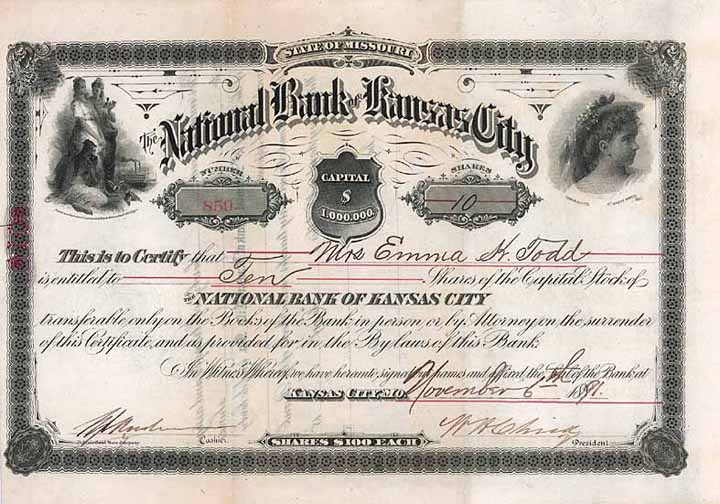 STATE OF MISSOURI
The National Bank of Kansas City
NUMBER
SHARES
859
CAPITAL
$
1,000,000.
10
This is to Certify that Mrs Emma H. Todd
is entitled to Ten Shares of the Capital Stock of
THE NATIONAL BANK OF KANSAS CITY
transferable only on the Books of the Bank in person or by Attorney on the surrender
of this Certificate, and as provided for in the By laws of this Bank
In Witness Whereof, we have hereunto signed our names and affixed the Seal of the Bank at
KANSAS CITY, MO. November 6th 1891.
Cashier
SHARES $100 EACH
President